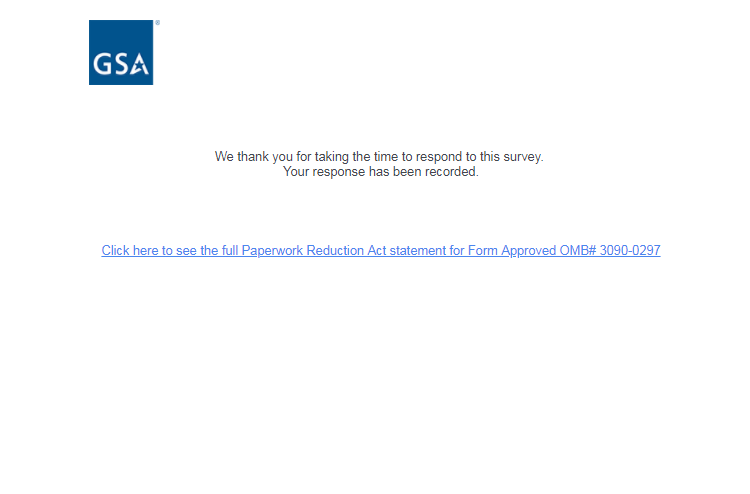 GSA
®
We thank you for taking the time to respond to this survey.
Your response has been recorded.
Click here to see the full Paperwork Reduction Act statement for Form Approved OMB# 3090-0297